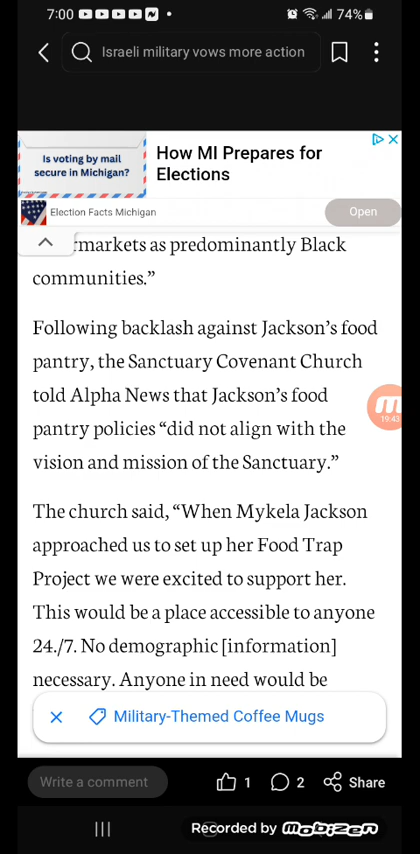 7:00
74%
Israeli military vows more action
Is voting by mail
secure in Michigan?
How MI Prepares for
Elections
Election Facts Michigan
Open
rmarkets as predominantly Black
communities.”
Following backlash against Jackson’s food
pantry, the Sanctuary Covenant Church
told Alpha News that Jackson’s food
pantry policies “did not align with the
19:43
vision and mission of the Sanctuary.”
The church said, “When Mykela Jackson
approached us to set up her Food Trap
Project we were excited to support her.
This would be a place accessible to anyone
24./7. No demographic [information]
necessary. Anyone in need would be
Military-Themed Coffee Mugs
Write a comment
1
2
Share
Recorded by mobizen